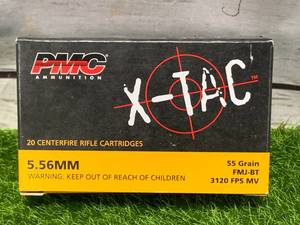 PMC
AMMUNITION
X-TAC™
20 CENTERFIRE RIFLE CARTRIDGES
5.56MM
WARNING: KEEP OUT OF REACH OF CHILDREN
55 Grain
FMJ-BT
3120 FPS MV